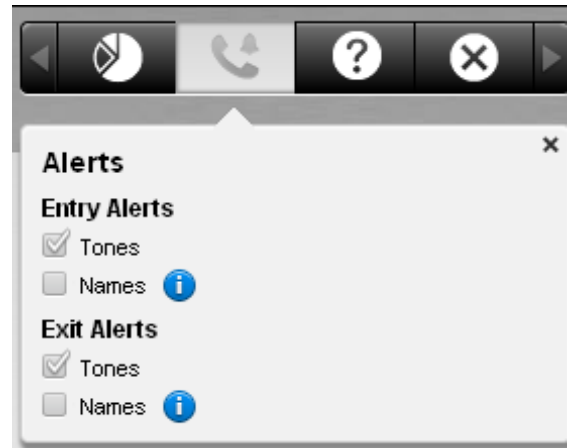 Alerts
Entry Alerts
Tones
Names
Exit Alerts
Tones
Names